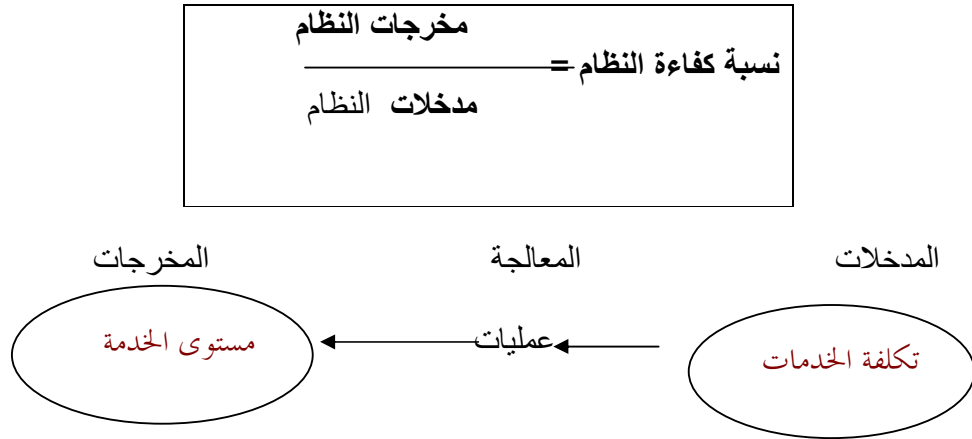 مخرجات النظام
نسبة كفاءة النظام =
مدخلات النظام
المدخلات المعالجة المخرجات
تكلفة الخدمات عمليات مستوى الخدمة